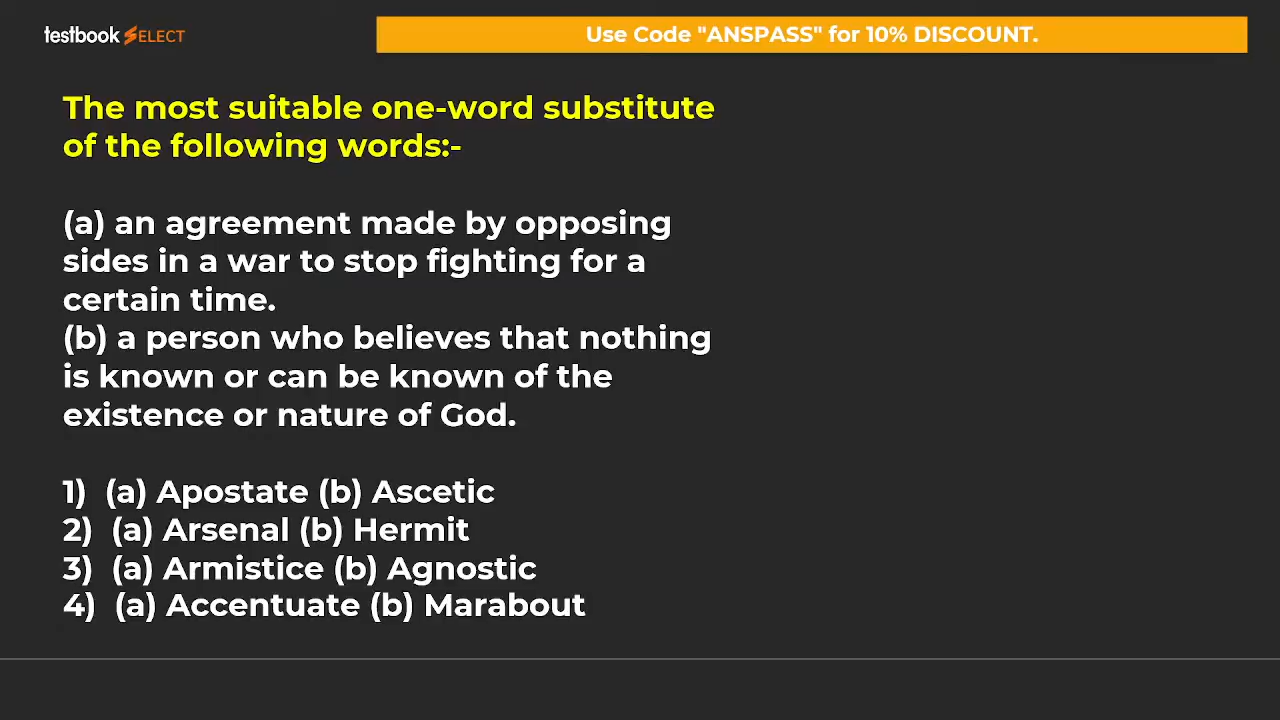 testbook SELECT
Use Code "ANSPASS" for 10% DISCOUNT.
The most suitable one-word substitute
of the following words:-
(a) an agreement made by opposing
sides in a war to stop fighting for a
certain time.
(b) a person who believes that nothing
is known or can be known of the
existence or nature of God.
1) (a) Apostate (b) Ascetic
2) (a) Arsenal (b) Hermit
3) (a) Armistice (b) Agnostic
4) (a) Accentuate (b) Marabout